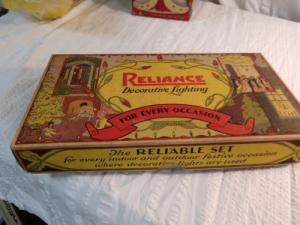 RELIANCE
Decorative Lighting
FOR EVERY OCCASION
The RELIABLE SET
for every indoor and outdoor festive occasion
where decorative lights are used